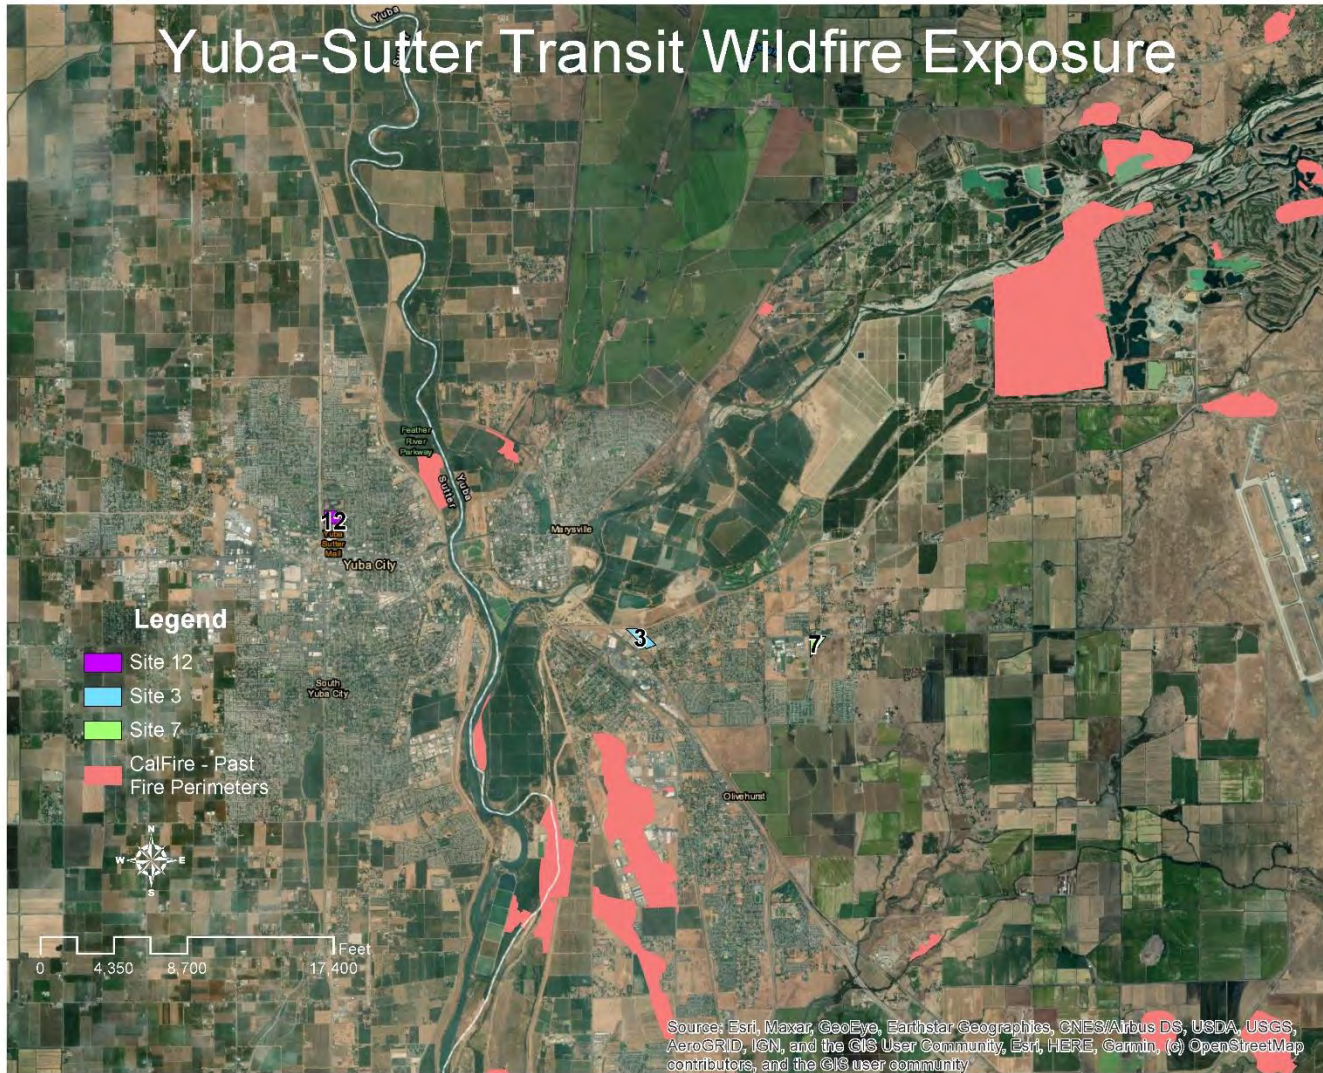 Yuba
Yuba-Sutter Transit Wildfire Exposure
Feather
River
Parkway
Yuba
Sutter
12
Yuba
Sutter
Mall
Yuba City
Marysville
3
7
Legend
Site 12
Site 3
Site 7
CalFire - Past
Fire Perimeters
South
Yuba City
Olivehurst
N
W
E
S
Feet
0
4,350
8,700
17,400
Source: Esri, Maxar, GeoEye, Earthstar Geographics, CNES/Airbus DS, USDA, USGS,
AeroGRID, IGN, and the GIS User Community, Esri, HERE, Garmin, (c) OpenStreetMap
contributors, and the GIS user community